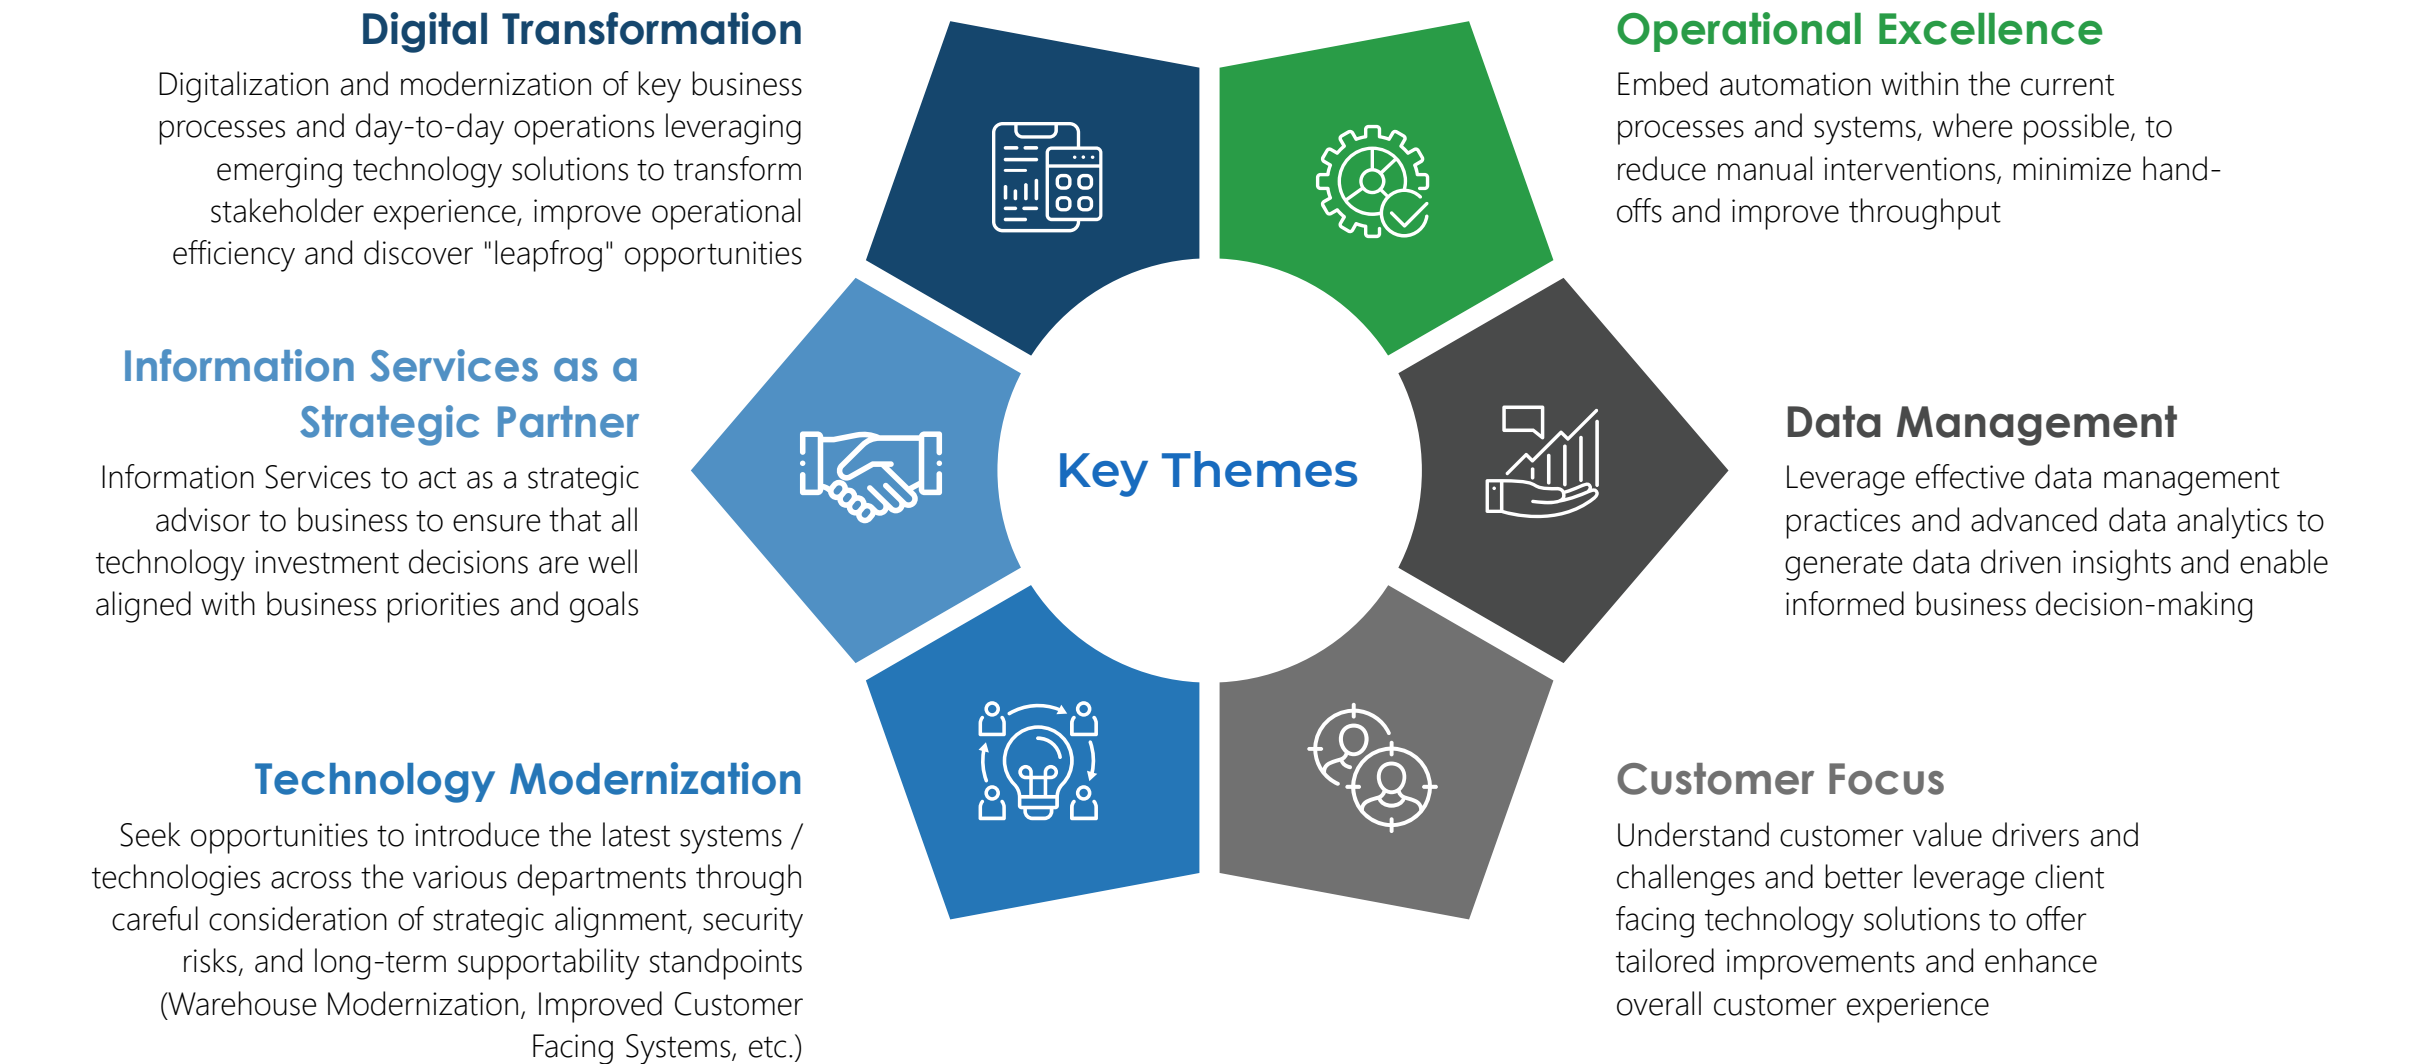 Digital Transformation
Digitalization and modernization of key business
processes and day-to-day operations leveraging
emerging technology solutions to transform
stakeholder experience, improve operational
efficiency and discover "leapfrog" opportunities
Information Services as a
Strategic Partner
Information Services to act as a strategic
advisor to business to ensure that all
technology investment decisions are well
aligned with business priorities and goals
Technology Modernization
Seek opportunities to introduce the latest systems /
technologies across the various departments through
careful consideration of strategic alignment, security
risks, and long-term supportability standpoints
(Warehouse Modernization, Improved Customer
Facing Systems, etc.)
Key Themes
Operational Excellence
Embed automation within the current
processes and systems, where possible, to
reduce manual interventions, minimize hand-
offs and improve throughput
Data Management
Leverage effective data management
practices and advanced data analytics to
generate data driven insights and enable
informed business decision-making
Customer Focus
Understand customer value drivers and
challenges and better leverage client
facing technology solutions to offer
tailored improvements and enhance
overall customer experience